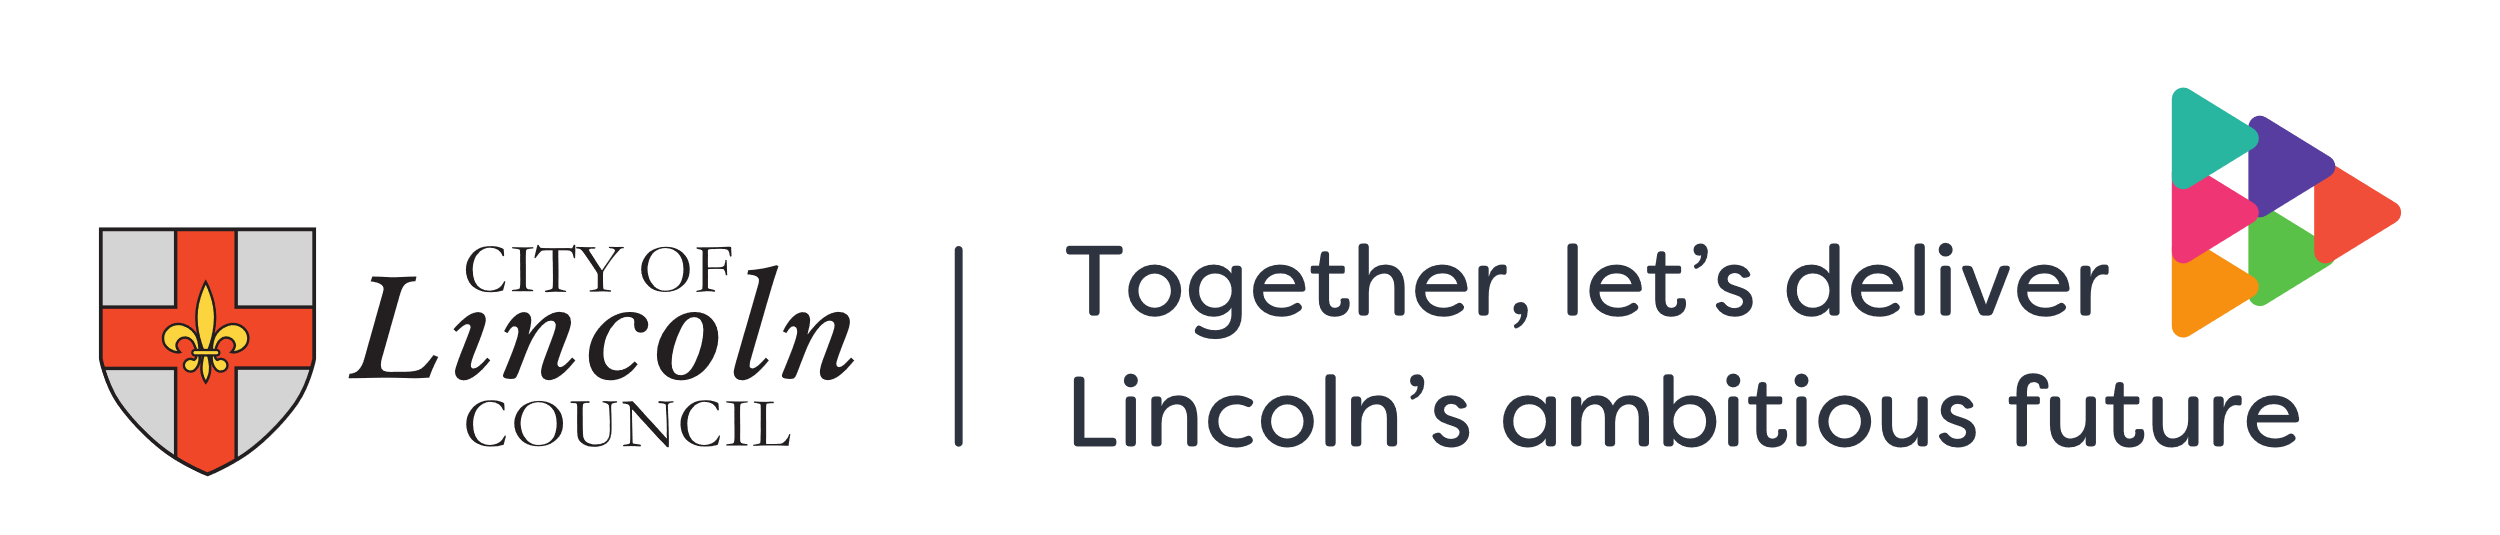 CITY OF
Lincoln
COUNCIL
Together, let’s deliver
Lincoln’s ambitious future